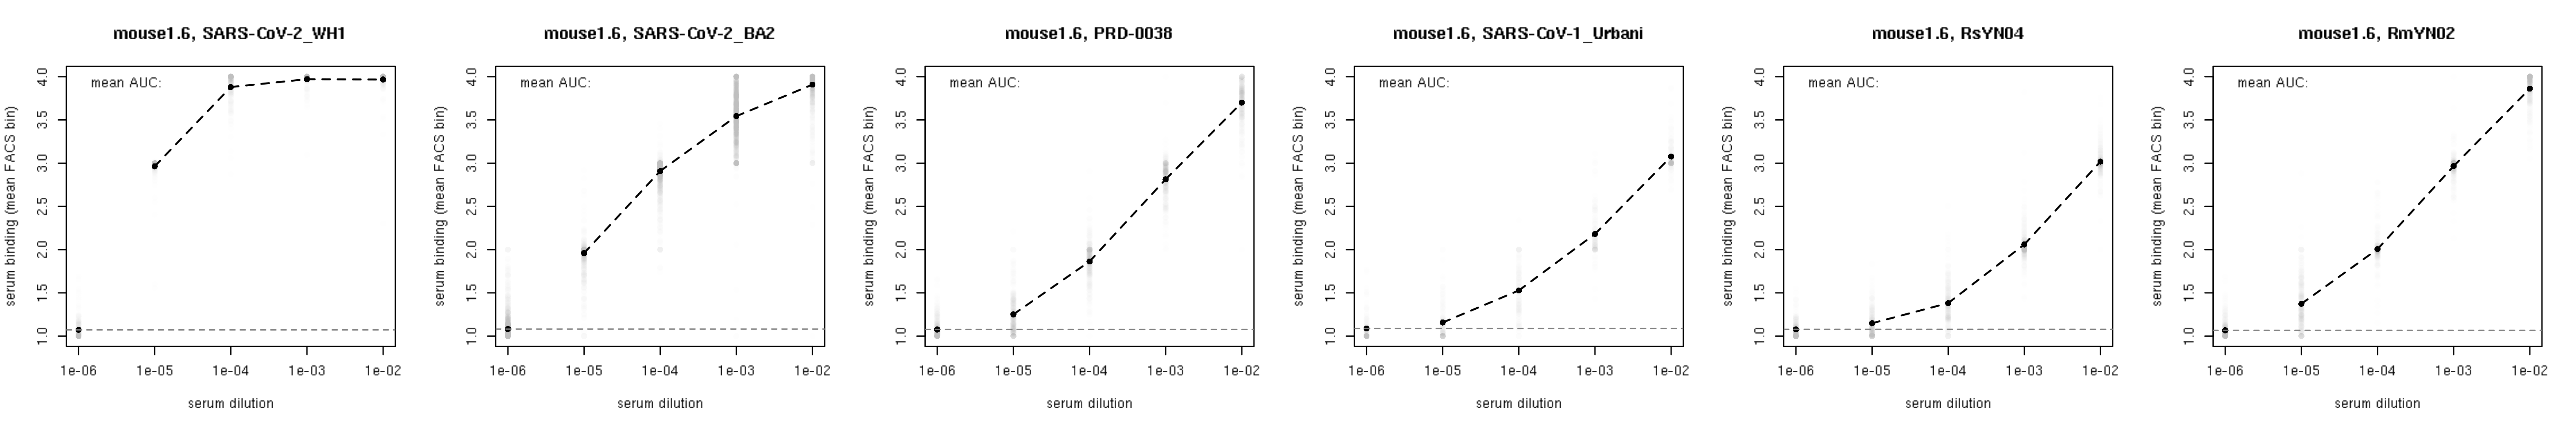 mouse1.6, SARS-CoV-2_WH1
mean AUC:
serum binding (mean FACS bin)
4.0
3.5
3.0
2.5
2.0
1.5
1.0
1e-06 1e-05 1e-04 1e-03 1e-02
serum dilution
mouse1.6, SARS-CoV-2_BA2
mean AUC:
serum binding (mean FACS bin)
4.0
3.5
3.0
2.5
2.0
1.5
1.0
1e-06 1e-05 1e-04 1e-03 1e-02
serum dilution
mouse1.6, PRD-0038
mean AUC:
serum binding (mean FACS bin)
4.0
3.5
3.0
2.5
2.0
1.5
1.0
1e-06 1e-05 1e-04 1e-03 1e-02
serum dilution
mouse1.6, SARS-CoV-1_Urbani
mean AUC:
serum binding (mean FACS bin)
4.0
3.5
3.0
2.5
2.0
1.5
1.0
1e-06 1e-05 1e-04 1e-03 1e-02
serum dilution
mouse1.6, RsYN04
mean AUC:
serum binding (mean FACS bin)
4.0
3.5
3.0
2.5
2.0
1.5
1.0
1e-06 1e-05 1e-04 1e-03 1e-02
serum dilution
mouse1.6, RmYN02
mean AUC:
serum binding (mean FACS bin)
4.0
3.5
3.0
2.5
2.0
1.5
1.0
1e-06 1e-05 1e-04 1e-03 1e-02
serum dilution